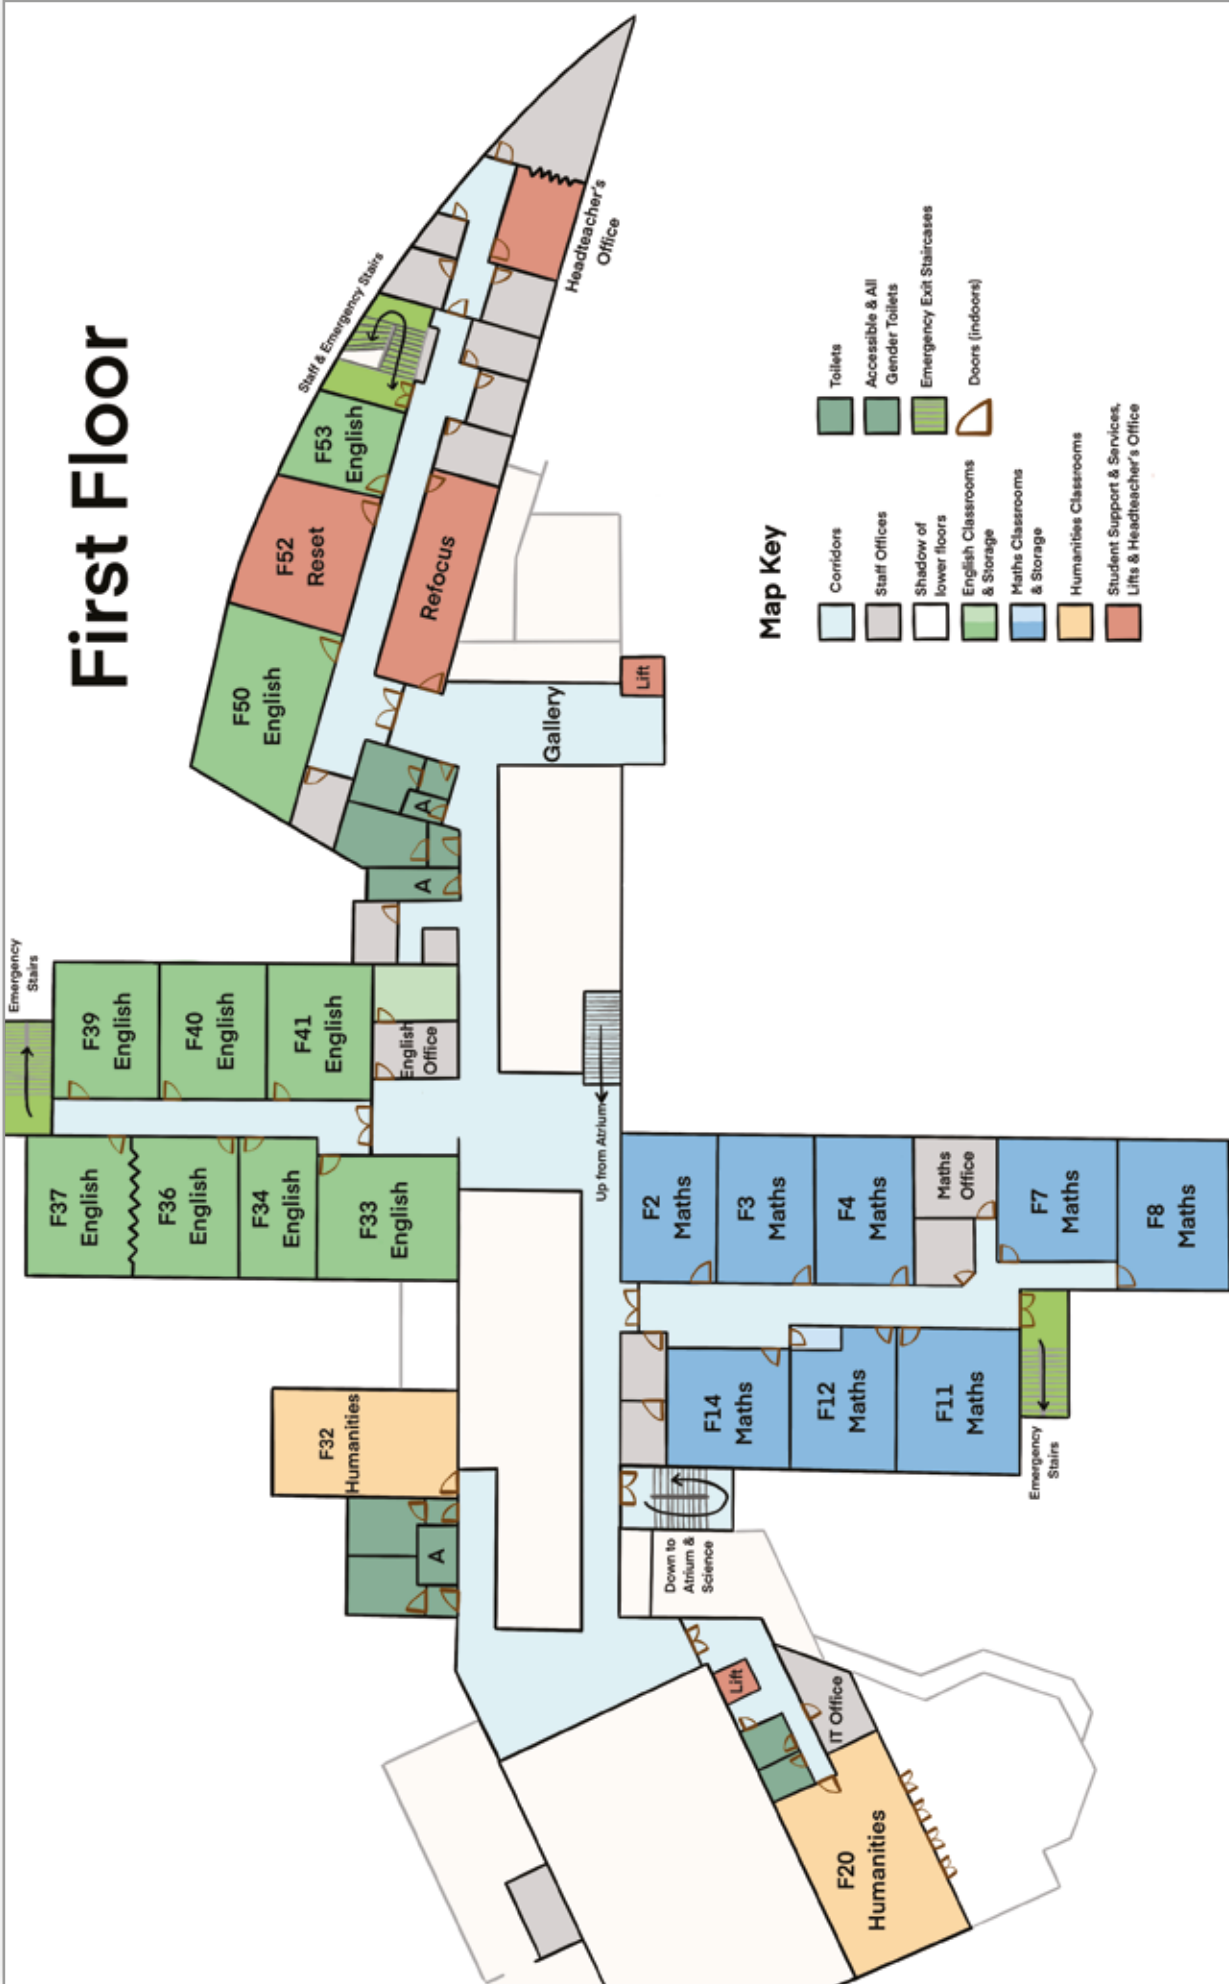 First Floor
Staff & Emergency Stairs
Headteacher's
Office
F53
English
F52
Reset
Refocus
F50
English
Gallery
Lift
A
A
Emergency
Stairs
F39
English
F40
English
F41
English
English
Office
F37
English
F36
English
F34
English
F33
English
Up from Atrium
F2
Maths
F3
Maths
F4
Maths
Maths
Office
F7
Maths
F8
Maths
F14
Maths
F12
Maths
F11
Maths
Emergency
Stairs
F32
Humanities
A
Down to
Atrium &
Science
Lift
IT Office
F20
Humanities
Map Key
Corridors
Staff Offices
Shadow of
lower floors
English Classrooms
& Storage
Maths Classrooms
& Storage
Humanities Classrooms
Student Support & Services,
Lifts & Headteacher's Office
Toilets
Accessible & All
Gender Toilets
Emergency Exit Staircases
Doors (indoors)